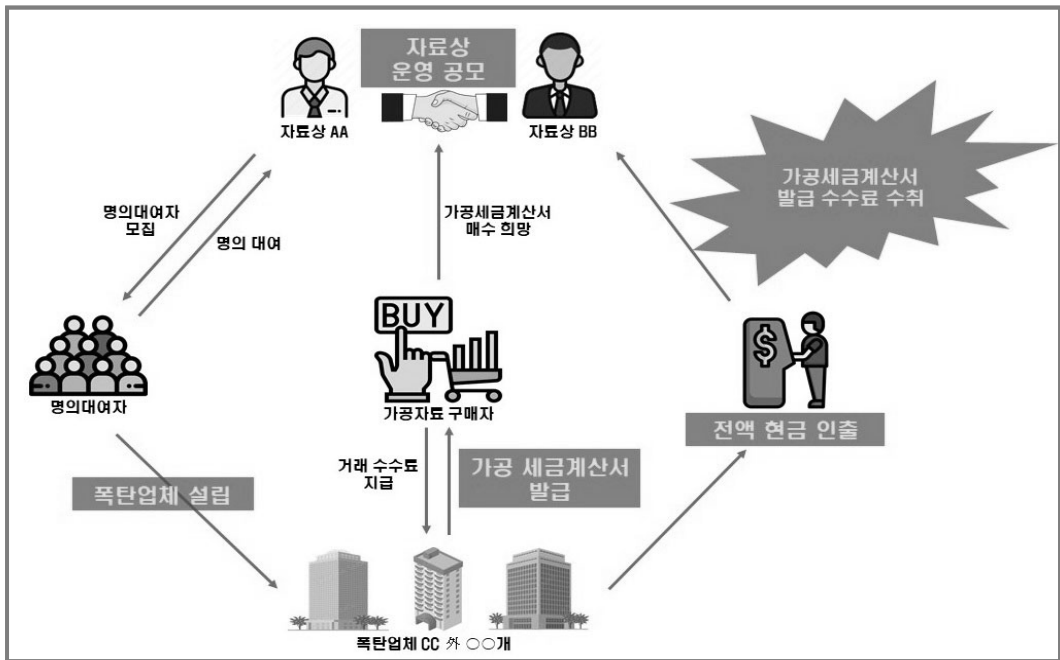 자료상
운영 공모
자료상 AA
자료상 BB
가공세금계산서
발급 수수료 수취
명의대여자
모집
명의 대여
가공세금계산서
매수 희망
BUY
$
명의대여자
가공자료 구매자
전액 현금 인출
폭탄업체 설립
거래 수수료
지급
가공 세금계산서
발급
폭탄업체 CC 外 ○○개